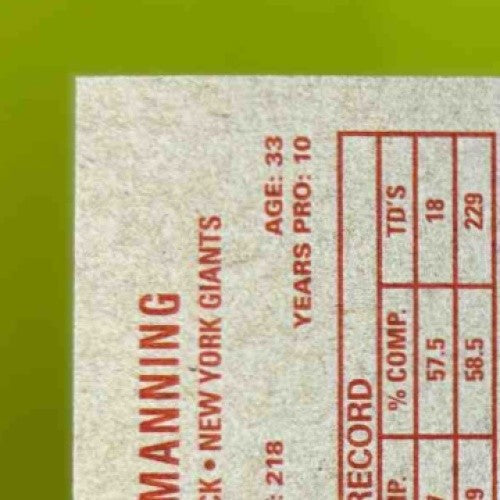 MANNING
• NEW YORK GIANTS
: 218 AGE: 33
YEARS PRO: 10
RECORD
% COMP. TD'S
57.5 18
9 58.5 229